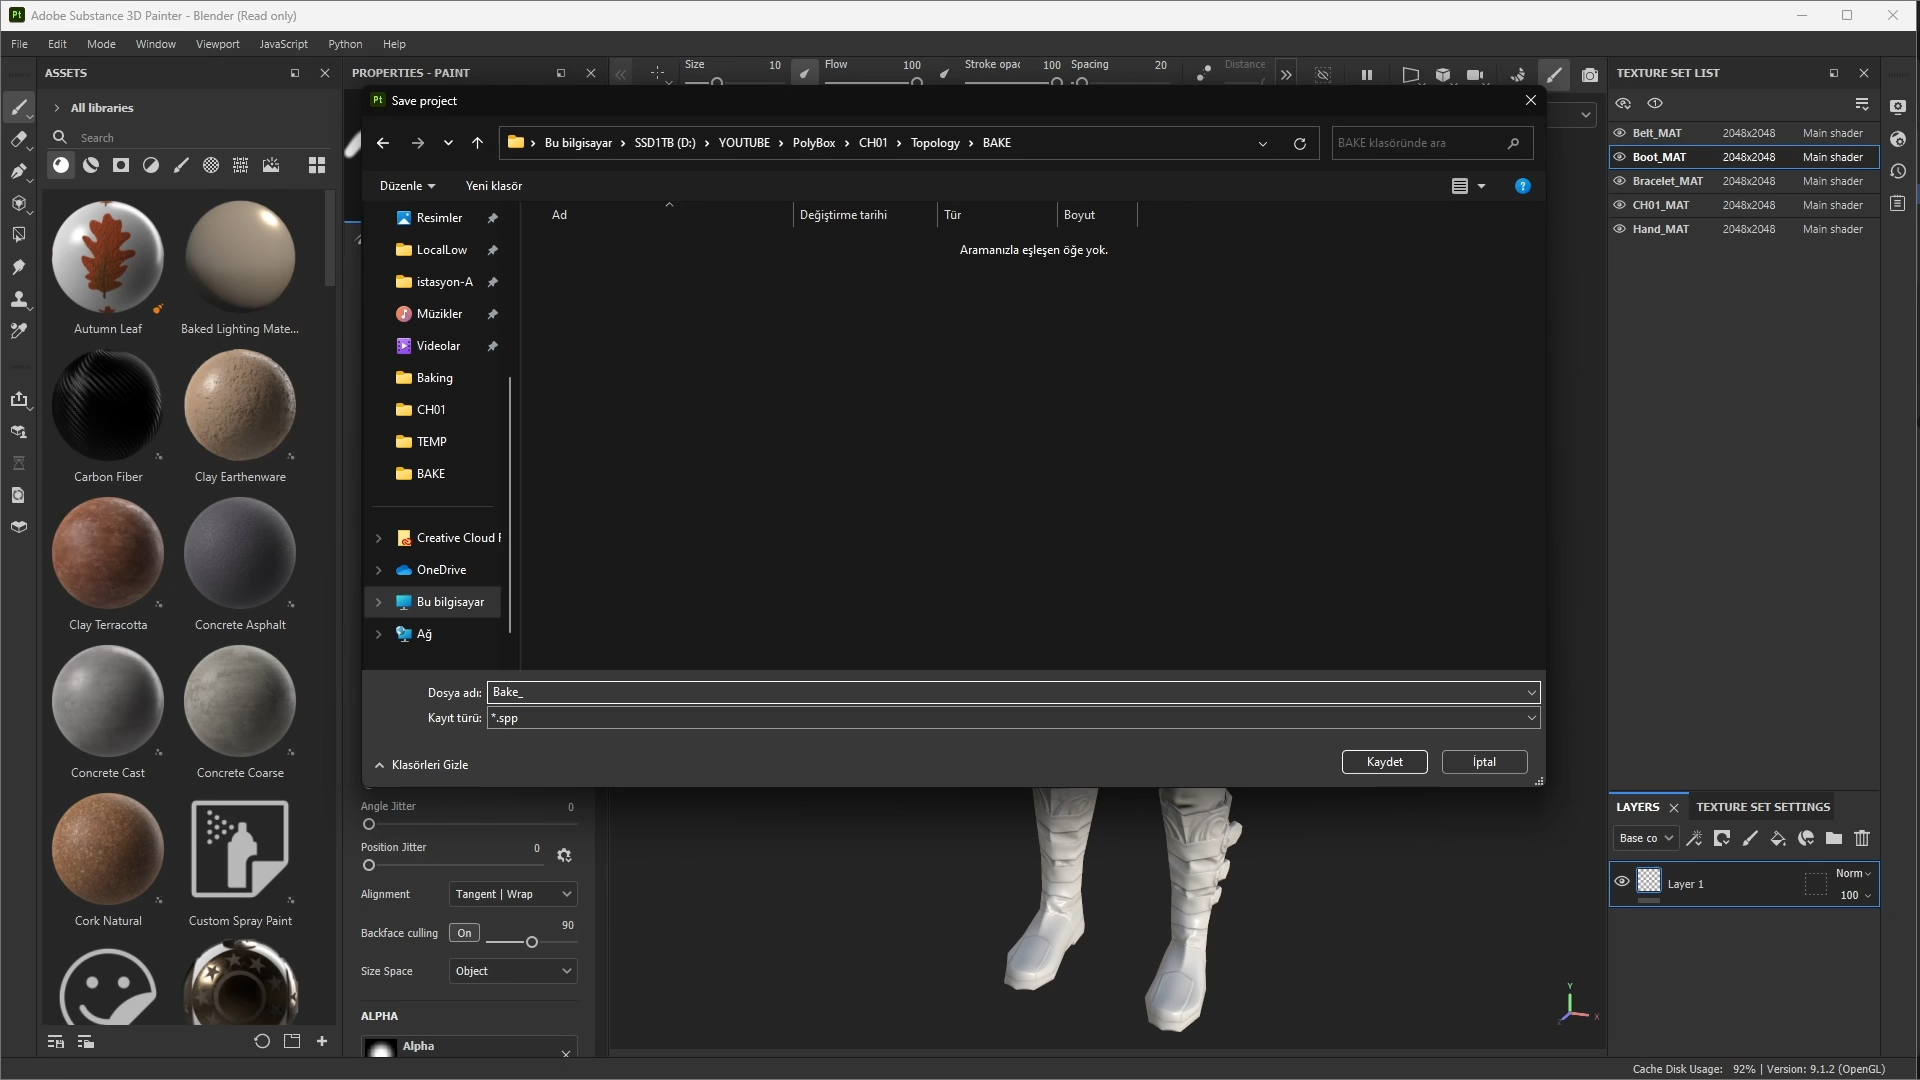 Adobe Substance 3D Painter - Blender (Read only)
File Edit Mode Window Viewport JavaScript Python Help
ASSETS
All libraries
Search
Autumn Leaf
Baked Lighting Mate...
Carbon Fiber
Clay Earthenware
Clay Terracotta
Concrete Asphalt
Concrete Cast
Concrete Coarse
Cork Natural
Custom Spray Paint
PROPERTIES - PAINT
Size 10
Flow 100
Stroke opac 100
Spacing 20
Distance
Save project
Bu bilgisayar › SSD1TB (D:) › YOUTUBE › PolyBox › CH01 › Topology › BAKE
BAKE klasöründe ara
Düzenle
Yeni klasör
Resimler
LocalLow
istasyon-A
Müzikler
Videolar
Baking
CH01
TEMP
BAKE
Creative Cloud F
OneDrive
Bu bilgisayar
Ağ
Ad Değiştirme tarihi Tür Boyut
Aramanızla eşleşen öğe yok.
Dosya adı: Bake_
Kayıt türü: *.spp
Klasörleri Gizle
Kaydet
İptal
Angle Jitter 0
Position Jitter 0
Alignment Tangent | Wrap
Backface culling On 90
Size Space Object
ALPHA
Alpha
Y
X
Z
TEXTURE SET LIST
Belt_MAT 2048x2048 Main shader
Boot_MAT 2048x2048 Main shader
Bracelet_MAT 2048x2048 Main shader
CH01_MAT 2048x2048 Main shader
Hand_MAT 2048x2048 Main shader
LAYERS
TEXTURE SET SETTINGS
Base co
Layer 1
Norm
100
Cache Disk Usage: 92% | Version: 9.1.2 (OpenGL)